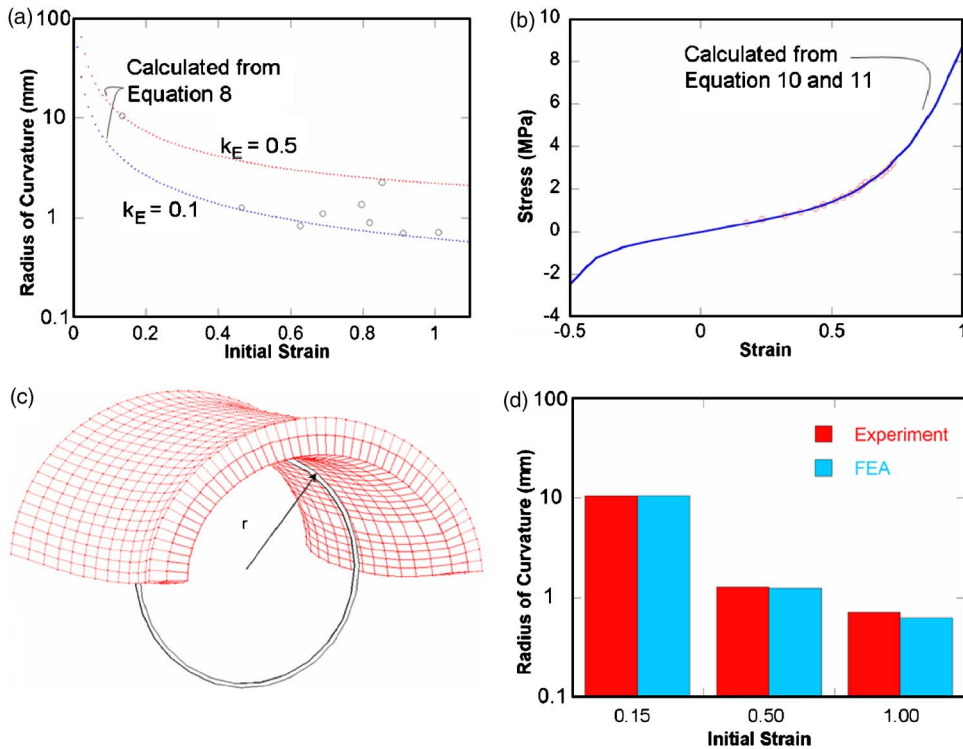 (a)
100
10
1
0.1
Radius of Curvature (mm)
Calculated from
Equation 8
k_E = 0.5
k_E = 0.1
0 0.2 0.4 0.6 0.8 1
Initial Strain
(b)
10
8
6
4
2
0
-2
-4
Stress (MPa)
Calculated from
Equation 10 and 11
-0.5 0 0.5 1
Strain
(c)
r
(d)
100
10
1
0.1
Radius of Curvature (mm)
Experiment
FEA
0.15 0.50 1.00
Initial Strain